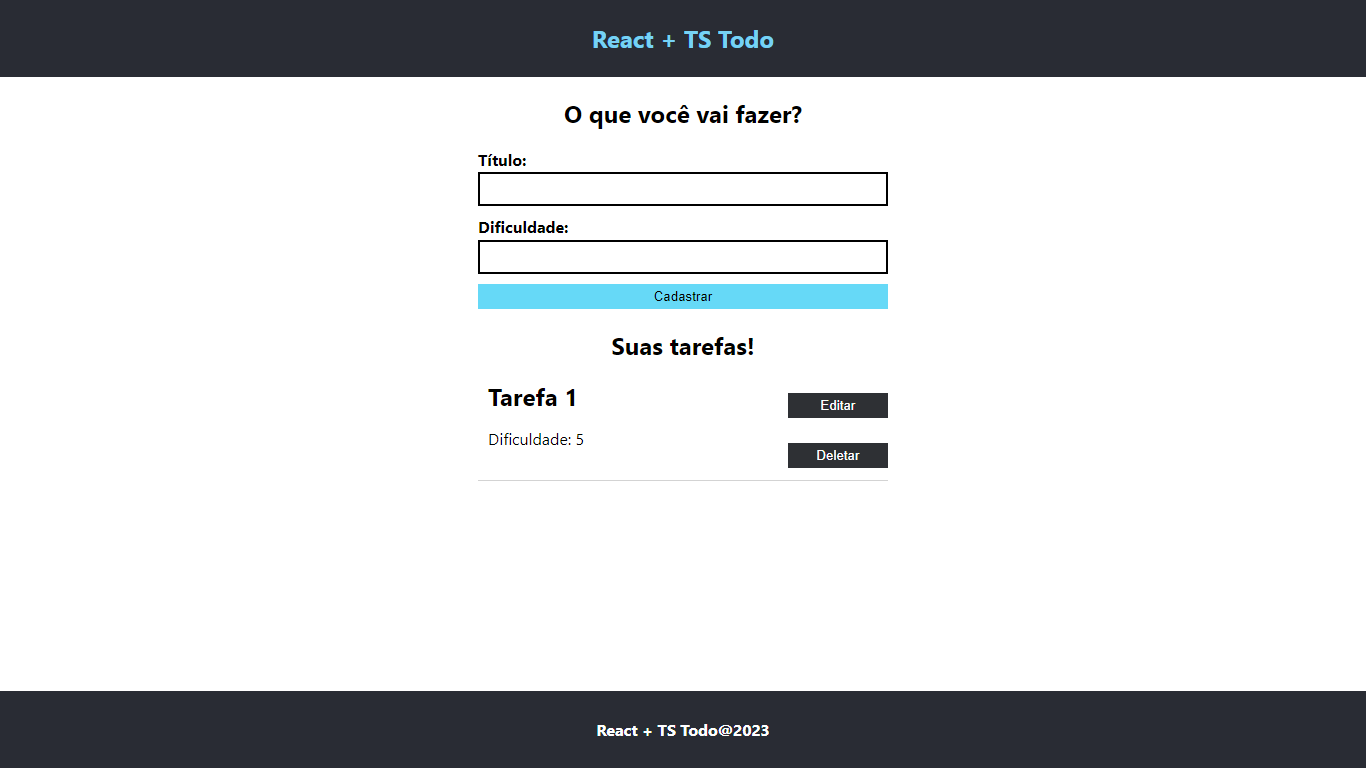 React + TS Todo
O que você vai fazer?
Título:
Dificuldade:
Cadastrar
Suas tarefas!
Tarefa 1
Editar
Dificuldade: 5
Deletar
React + TS Todo@2023